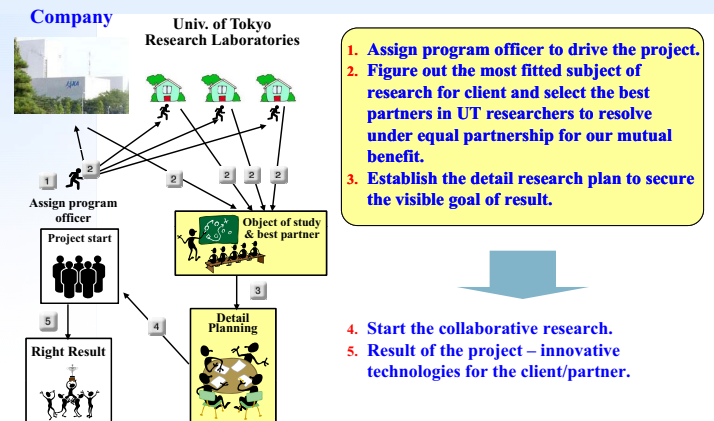 Company
Univ. of Tokyo
Research Laboratories
1
2
2
2
2
2
Assign program
officer
Object of study
& best partner
Project start
3
Detail
Planning
4
5
Right Result
1. Assign program officer to drive the project.
2. Figure out the most fitted subject of
research for client and select the best
partners in UT researchers to resolve
under equal partnership for our mutual
benefit.
3. Establish the detail research plan to secure
the visible goal of result.
4. Start the collaborative research.
5. Result of the project – innovative
technologies for the client/partner.